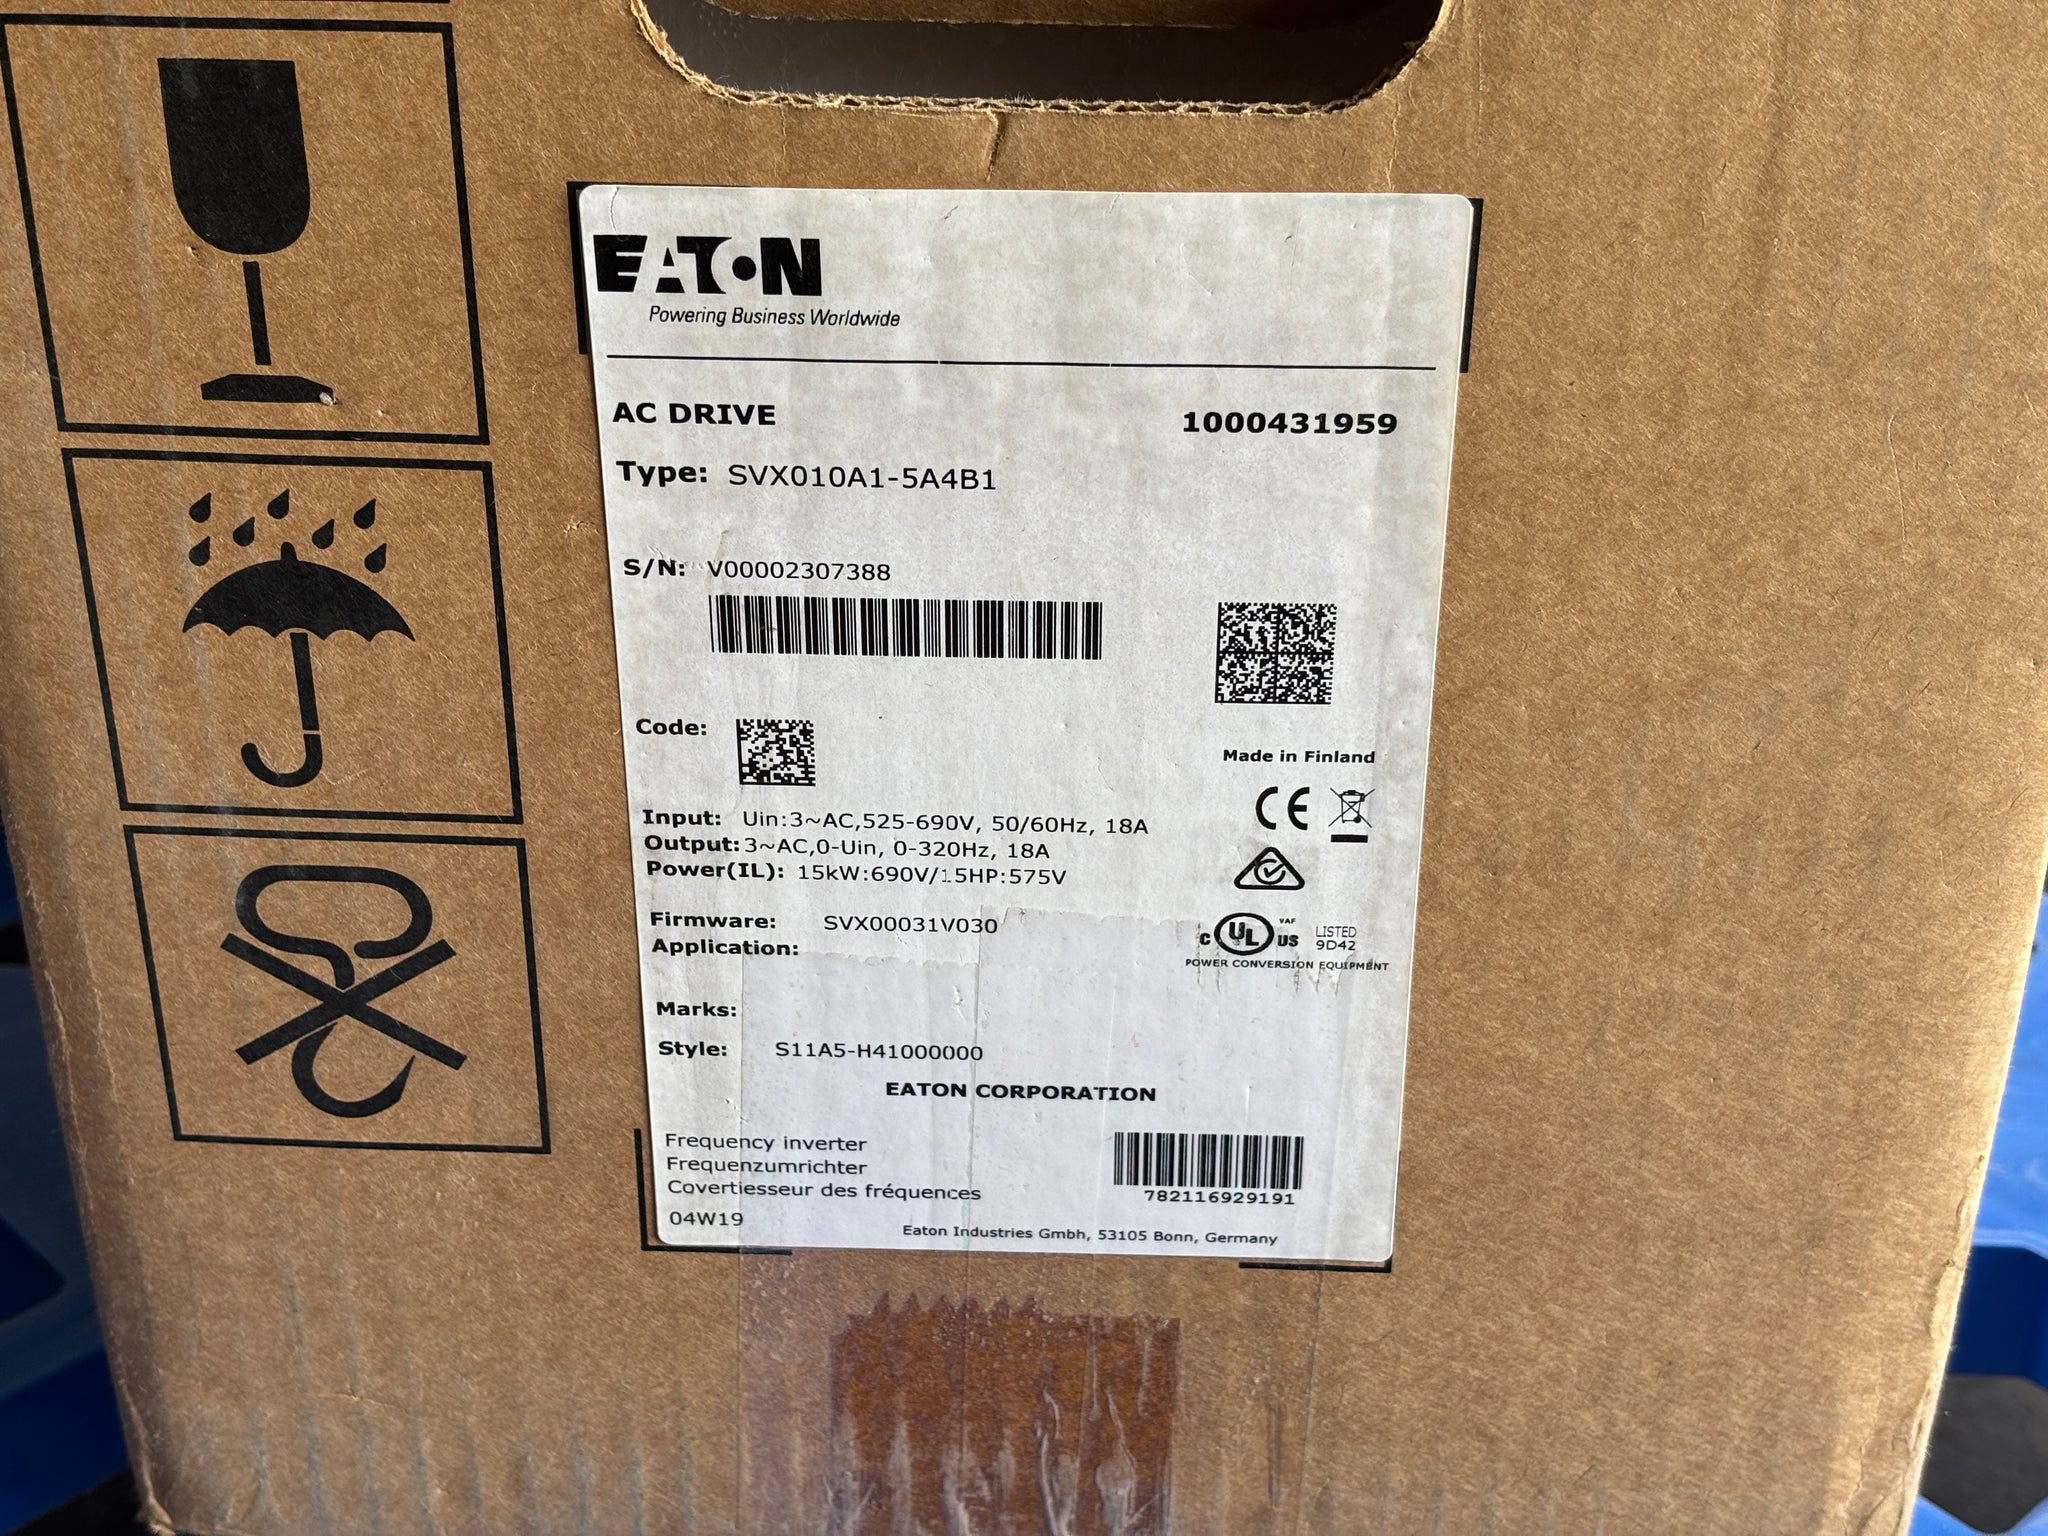 EATON
Powering Business Worldwide
AC DRIVE 1000431959
Type: SVX010A1-5A4B1
S/N: V00002307388
Code:
Made in Finland
CE
Input: Uin:3~AC,525-690V, 50/60Hz, 18A
Output: 3~AC,0-Uin, 0-320Hz, 18A
Power(IL): 15kW:690V/15HP:575V
Firmware: SVX00031V030
Application:
c UL US VAF LISTED 9D42
POWER CONVERSION EQUIPMENT
Marks:
Style: S11A5-H41000000
EATON CORPORATION
Frequency inverter
Frequenzumrichter
Covertiesseur des fréquences
782116929191
04W19
Eaton Industries Gmbh, 53105 Bonn, Germany